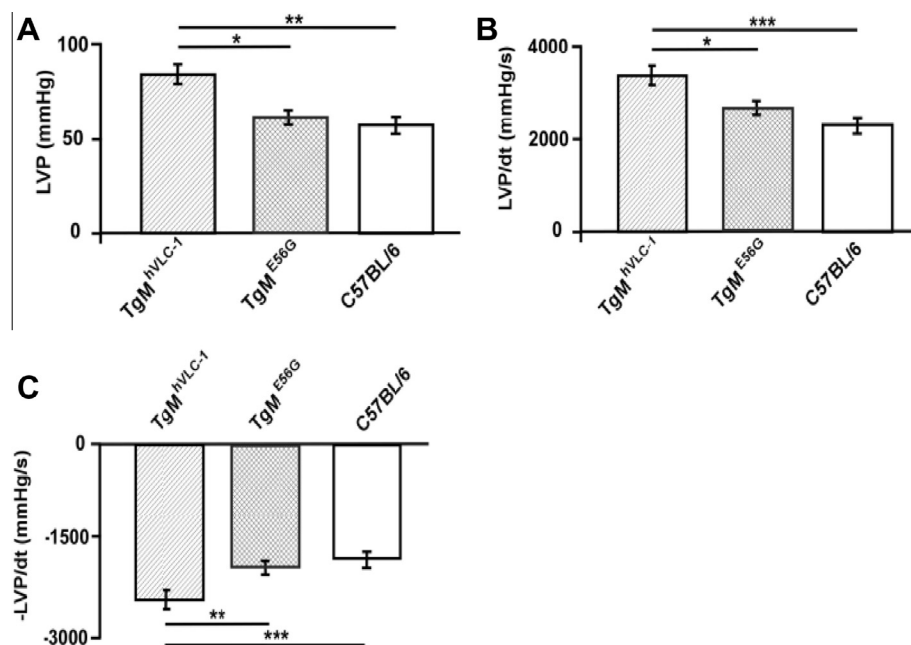 A
**
*
100
50
0
LVP (mmHg)
TgM hVLC-1
TgM E56G
C57BL/6
B
***
*
4000
2000
0
LVP/dt (mmHg/s)
TgM hVLC-1
TgM E56G
C57BL/6
C
TgM hVLC-1
TgM E56G
C57BL/6
0
-1500
-3000
-LVP/dt (mmHg/s)
**
***